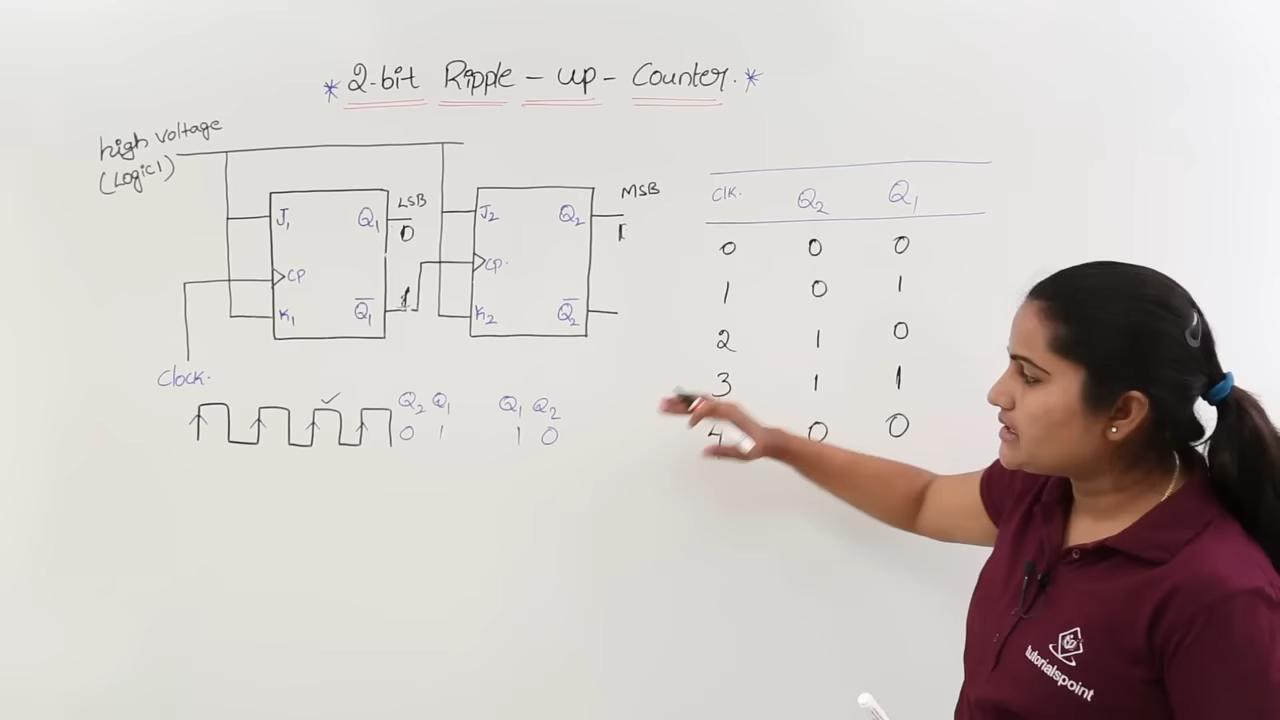 * 2-bit Ripple - up - Counter. *
high voltage
(Logic1)
J1 Q1 LSB
0
CP
K1 Q̅1 1
J2 Q2 MSB
1
CP.
K2 Q̅2
Clock.
Q2 Q1 Q1 Q2
0 1 1 0
Clk. Q2 Q1
0 0 0
1 0 1
2 1 0
3 1 1
4 0 0
tutorialspoint